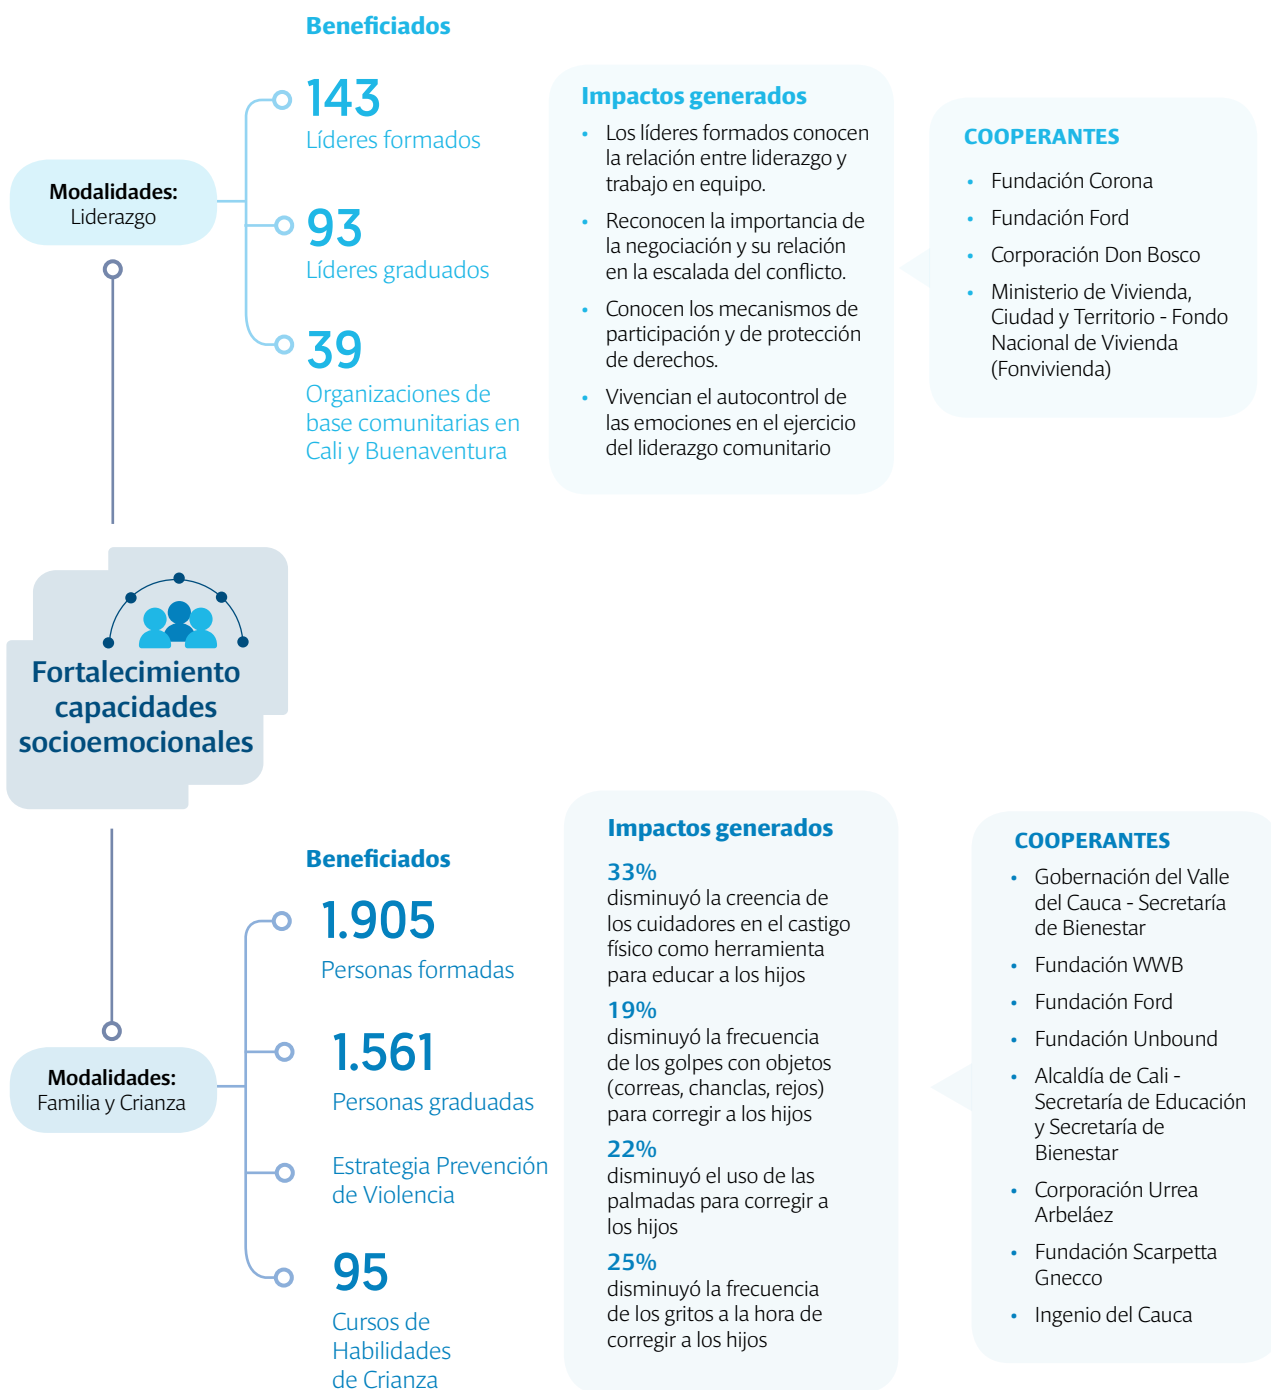 Beneficiados
143
Líderes formados
Modalidades:
Liderazgo
93
Líderes graduados
39
Organizaciones de
base comunitarias en
Cali y Buenaventura
Impactos generados
• Los líderes formados conocen
la relación entre liderazgo y
trabajo en equipo.
• Reconocen la importancia de
la negociación y su relación
en la escalada del conflicto.
• Conocen los mecanismos de
participación y de protección
de derechos.
• Vivencian el autocontrol de
las emociones en el ejercicio
del liderazgo comunitario
COOPERANTES
• Fundación Corona
• Fundación Ford
• Corporación Don Bosco
• Ministerio de Vivienda,
Ciudad y Territorio - Fondo
Nacional de Vivienda
(Fonvivienda)
Fortalecimiento
capacidades
socioemocionales
Modalidades:
Familia y Crianza
Beneficiados
1.905
Personas formadas
1.561
Personas graduadas
Estrategia Prevención
de Violencia
95
Cursos de
Habilidades
de Crianza
Impactos generados
33%
disminuyó la creencia de
los cuidadores en el castigo
físico como herramienta
para educar a los hijos
19%
disminuyó la frecuencia
de los golpes con objetos
(correas, chanclas, rejos)
para corregir a los hijos
22%
disminuyó el uso de las
palmadas para corregir a
los hijos
25%
disminuyó la frecuencia
de los gritos a la hora de
corregir a los hijos
COOPERANTES
• Gobernación del Valle
del Cauca - Secretaría
de Bienestar
• Fundación WWB
• Fundación Ford
• Fundación Unbound
• Alcaldía de Cali -
Secretaría de Educación
y Secretaría de
Bienestar
• Corporación Urrea
Arbeláez
• Fundación Scarpetta
Gnecco
• Ingenio del Cauca